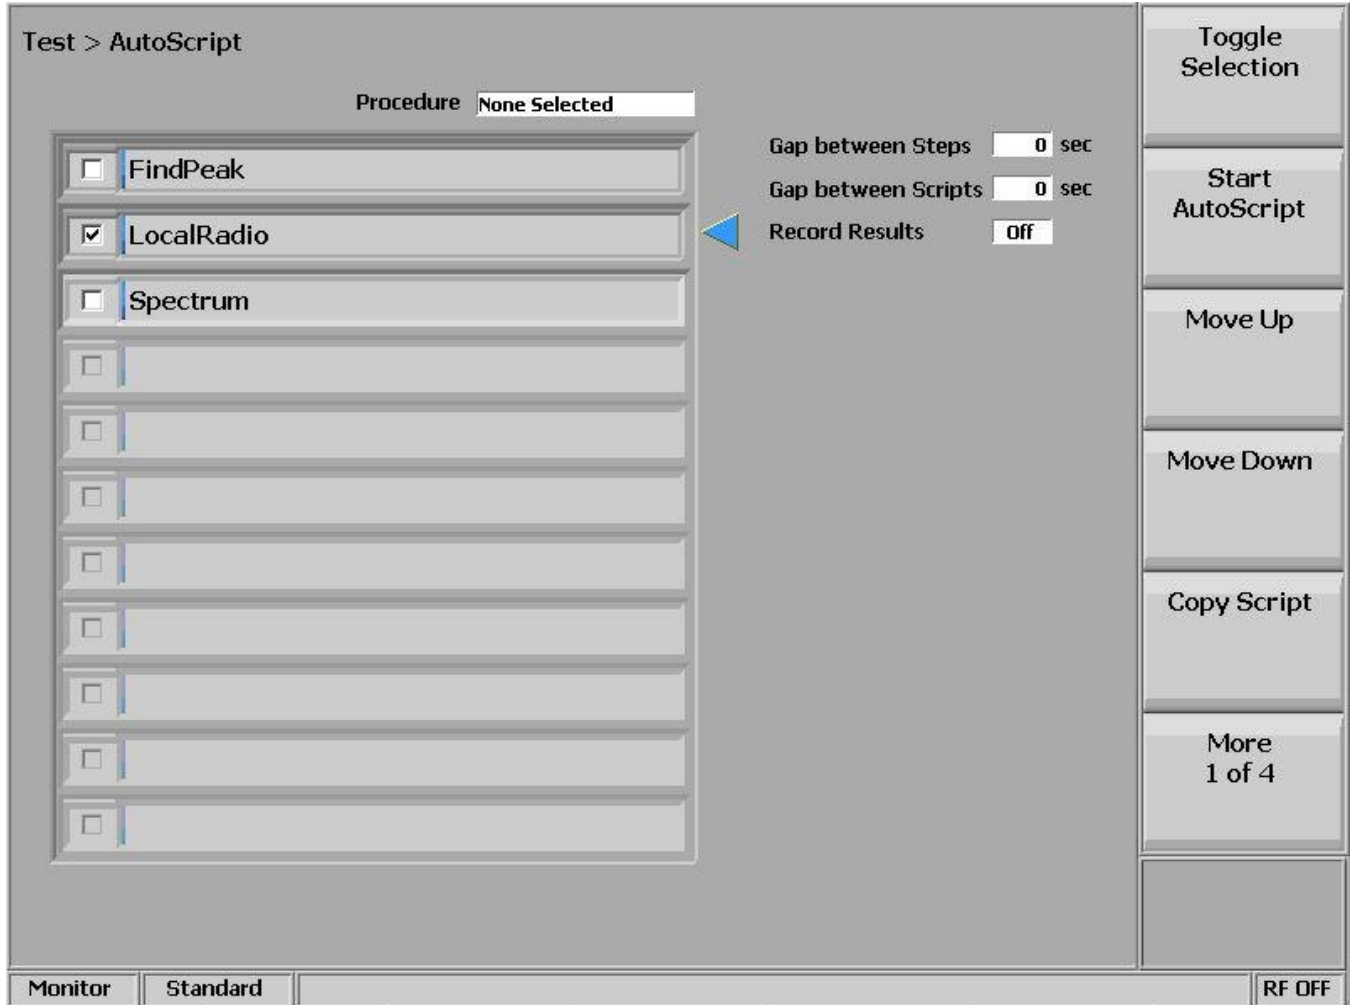 Test > AutoScript
Procedure None Selected
FindPeak
LocalRadio
Spectrum
Gap between Steps 0 sec
Gap between Scripts 0 sec
Record Results Off
Toggle
Selection
Start
AutoScript
Move Up
Move Down
Copy Script
More
1 of 4
Monitor Standard RF OFF